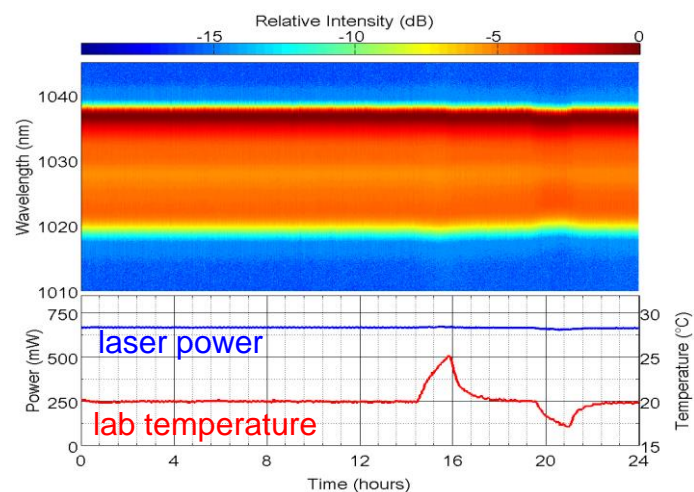 Relative Intensity (dB)
-15 -10 -5 0
Wavelength (nm)
1040
1030
1020
1010
Power (mW)
750
500
250
0
laser power
lab temperature
30
25
20
15
Temperature (°C)
0 4 8 12 16 20 24
Time (hours)